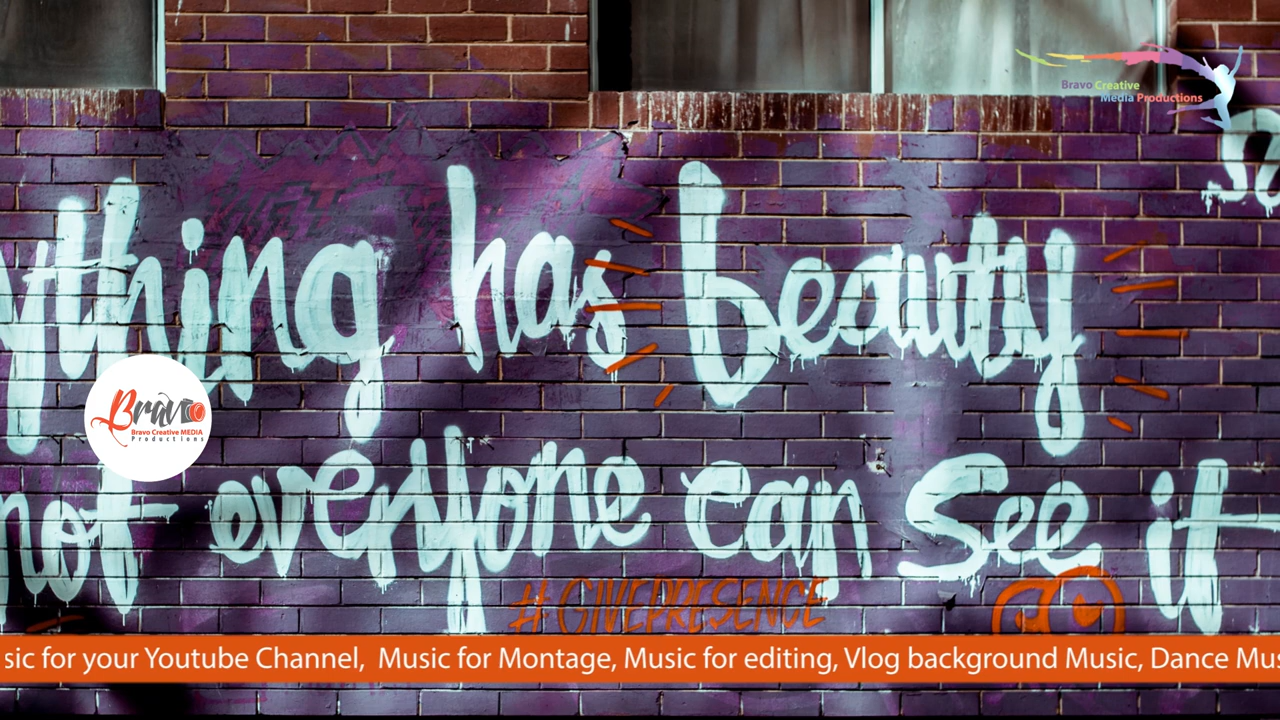 Bravo Creative
Media Productions
ything has beauty
not everyone can see it
Bravo
Bravo Creative MEDIA
Productions
#GIVEPRESENCE
sic for your Youtube Channel,  Music for Montage, Music for editing, Vlog background Music, Dance Mus